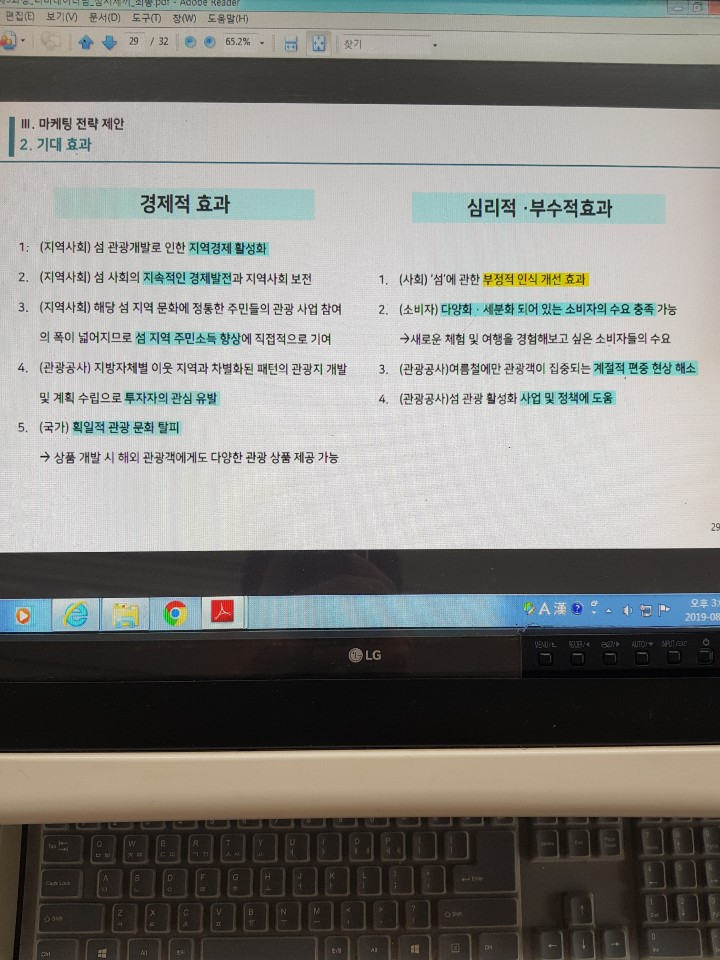 편집(E) 보기(V) 문서(D) 도구(T) 창(W) 도움말(H)
29 / 32 65.2% 찾기
Ⅲ. 마케팅 전략 제안
2. 기대 효과
경제적 효과
1. (지역사회) 섬 관광개발로 인한 지역경제 활성화
2. (지역사회) 섬 사회의 지속적인 경제발전과 지역사회 보전
3. (지역사회) 해당 섬 지역 문화에 정통한 주민들의 관광 사업 참여
의 폭이 넓어지므로 섬 지역 주민소득 향상에 직접적으로 기여
4. (관광공사) 지방자체별 이웃 지역과 차별화된 패턴의 관광지 개발
및 계획 수립으로 투자자의 관심 유발
5. (국가) 획일적 관광 문화 탈피
→ 상품 개발 시 해외 관광객에게도 다양한 관광 상품 제공 가능
심리적 ·부수적효과
1. (사회) ‘섬’에 관한 부정적 인식 개선 효과
2. (소비자) 다양화 · 세분화 되어 있는 소비자의 수요 충족 가능
→새로운 체험 및 여행을 경험해보고 싶은 소비자들의 수요
3. (관광공사)여름철에만 관광객이 집중되는 계절적 편중 현상 해소
4. (관광공사)섬 관광 활성화 사업 및 정책에 도움
29
A 漢
오후
2019-08
LG